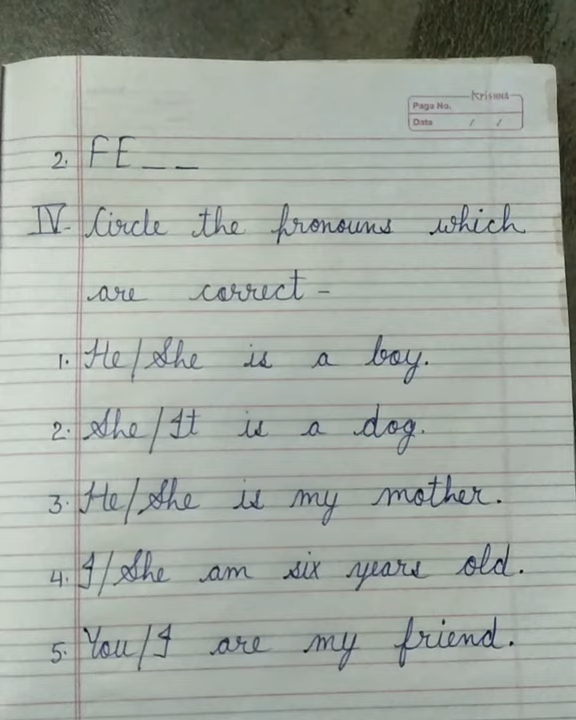 Page No.
Date / /
2. FE _ _
IV. Circle the pronouns which
are correct -
1. He/She is a boy.
2. She/It is a dog.
3. He/She is my mother.
4. I/She am six years old.
5. You/I are my friend.